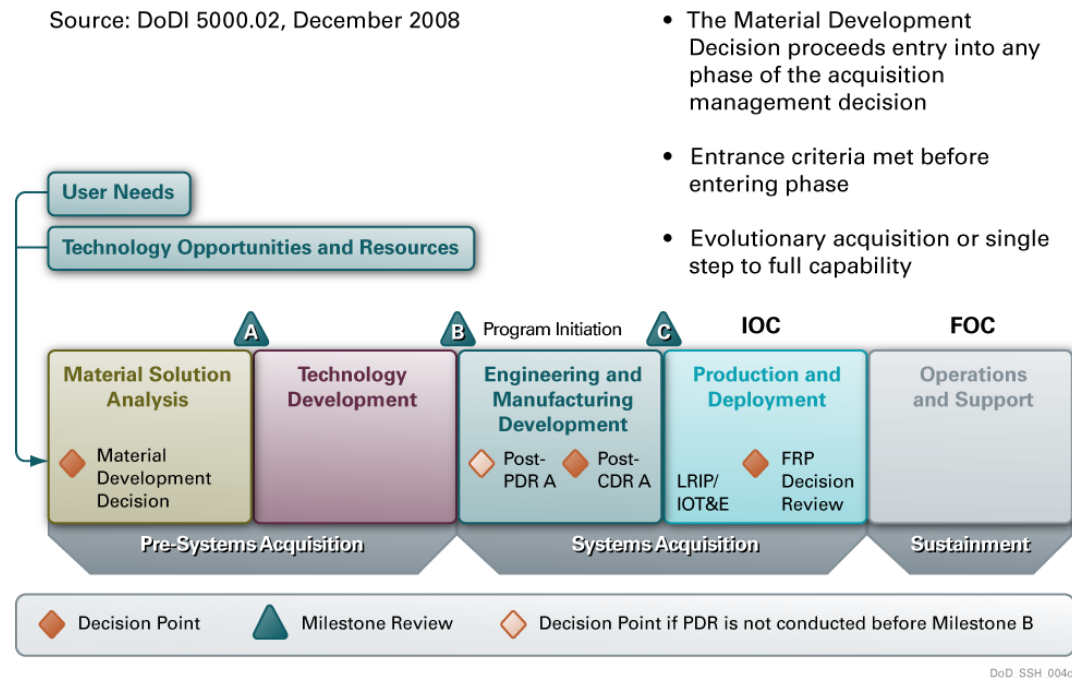 Source: DoDI 5000.02, December 2008
• The Material Development
Decision proceeds entry into any
phase of the acquisition
management decision
• Entrance criteria met before
entering phase
• Evolutionary acquisition or single
step to full capability
User Needs
Technology Opportunities and Resources
A
B
Program Initiation
C
IOC
FOC
Material Solution
Analysis
Material
Development
Decision
Technology
Development
Engineering and
Manufacturing
Development
Post-
PDR A
Post-
CDR A
Production and
Deployment
LRIP/
IOT&E
FRP
Decision
Review
Operations
and Support
Pre-Systems Acquisition
Systems Acquisition
Sustainment
Decision Point
Milestone Review
Decision Point if PDR is not conducted before Milestone B